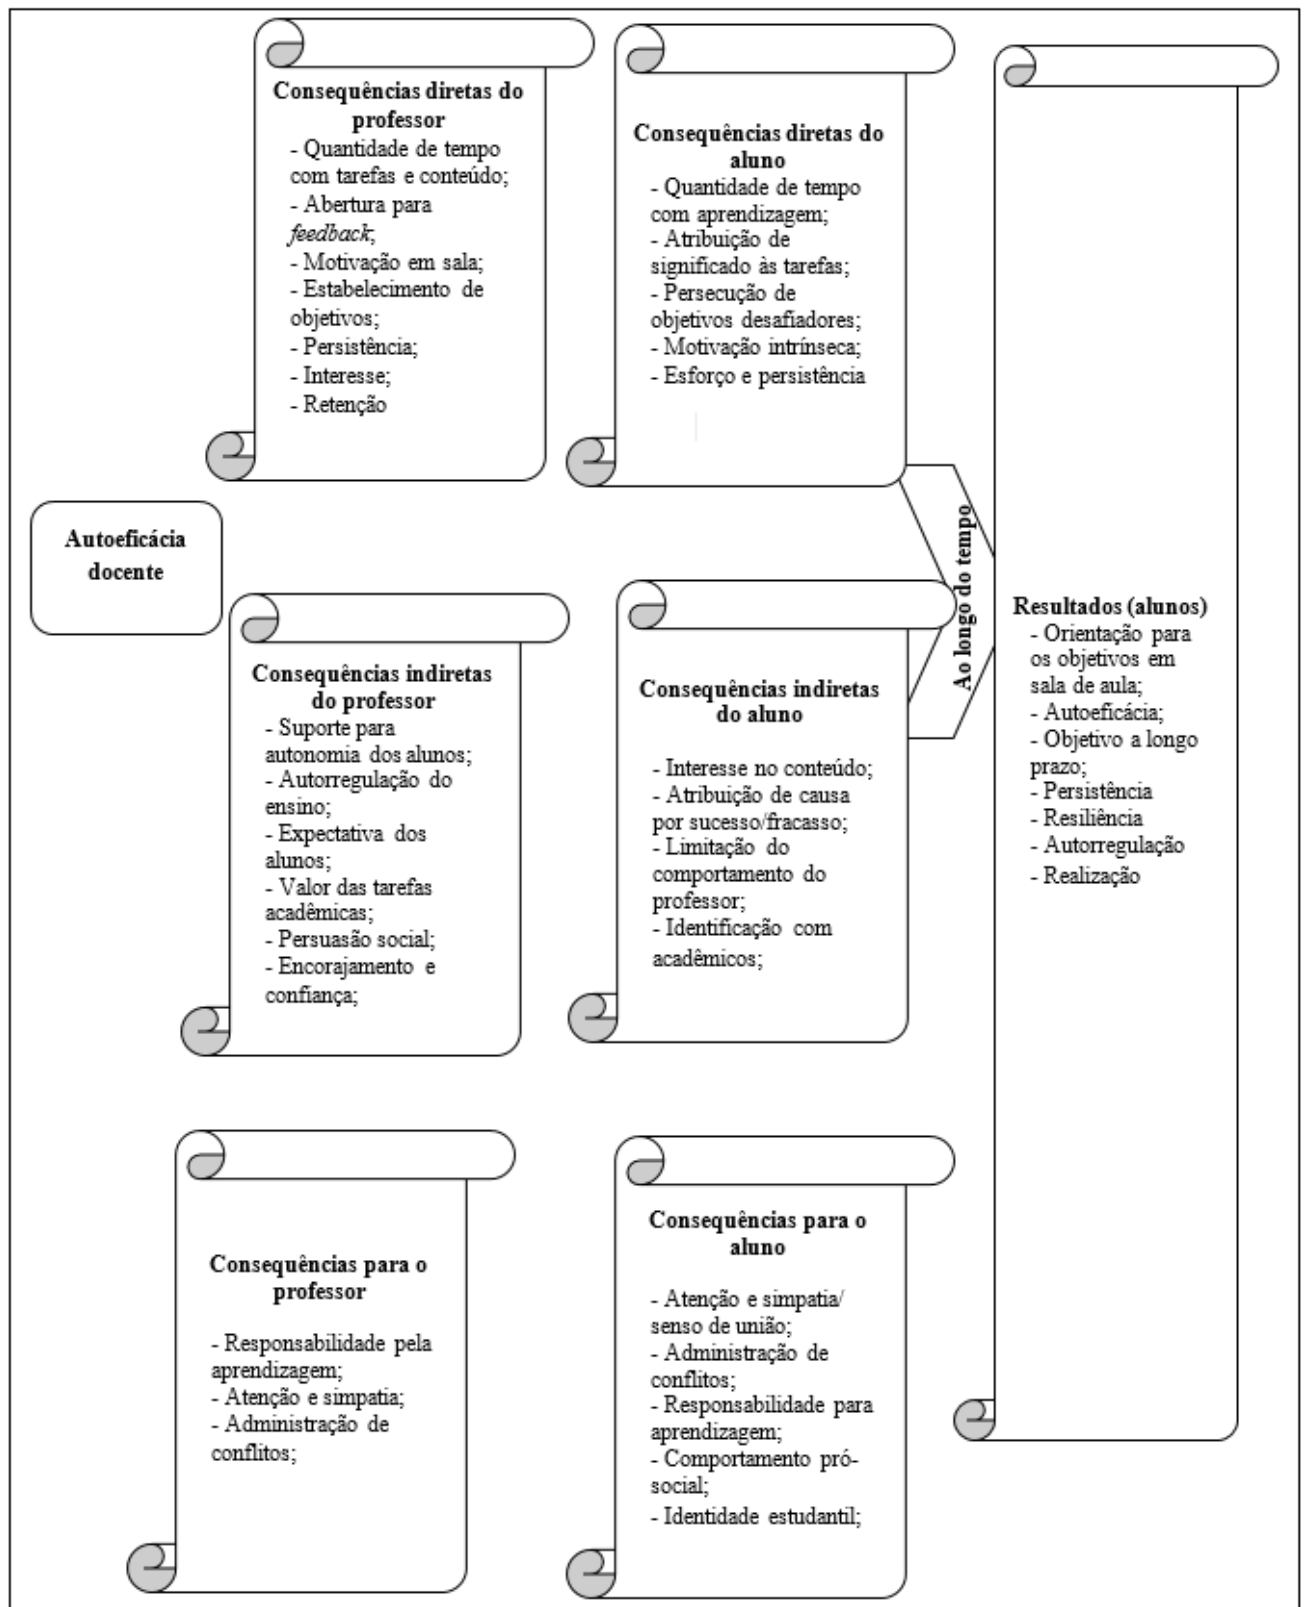 Consequências diretas do
professor
- Quantidade de tempo
com tarefas e conteúdo;
- Abertura para
feedback;
- Motivação em sala;
- Estabelecimento de
objetivos;
- Persistência;
- Interesse;
- Retenção
Consequências diretas do
aluno
- Quantidade de tempo
com aprendizagem;
- Atribuição de
significado às tarefas;
- Persecução de
objetivos desafiadores;
- Motivação intrínseca;
- Esforço e persistência
Autoeficácia
docente
Consequências indiretas
do professor
- Suporte para
autonomia dos alunos;
- Autorregulação do
ensino;
- Expectativa dos
alunos;
- Valor das tarefas
acadêmicas;
- Persuasão social;
- Encorajamento e
confiança;
Consequências indiretas
do aluno
- Interesse no conteúdo;
- Atribuição de causa
por sucesso/fracasso;
- Limitação do
comportamento do
professor;
- Identificação com
acadêmicos;
Ao longo do tempo
Resultados (alunos)
- Orientação para
os objetivos em
sala de aula;
- Autoeficácia;
- Objetivo a longo
prazo;
- Persistência
- Resiliência
- Autorregulação
- Realização
Consequências para o
professor
- Responsabilidade pela
aprendizagem;
- Atenção e simpatia;
- Administração de
conflitos;
Consequências para o
aluno
- Atenção e simpatia/
senso de união;
- Administração de
conflitos;
- Responsabilidade para
aprendizagem;
- Comportamento pró-
social;
- Identidade estudantil;